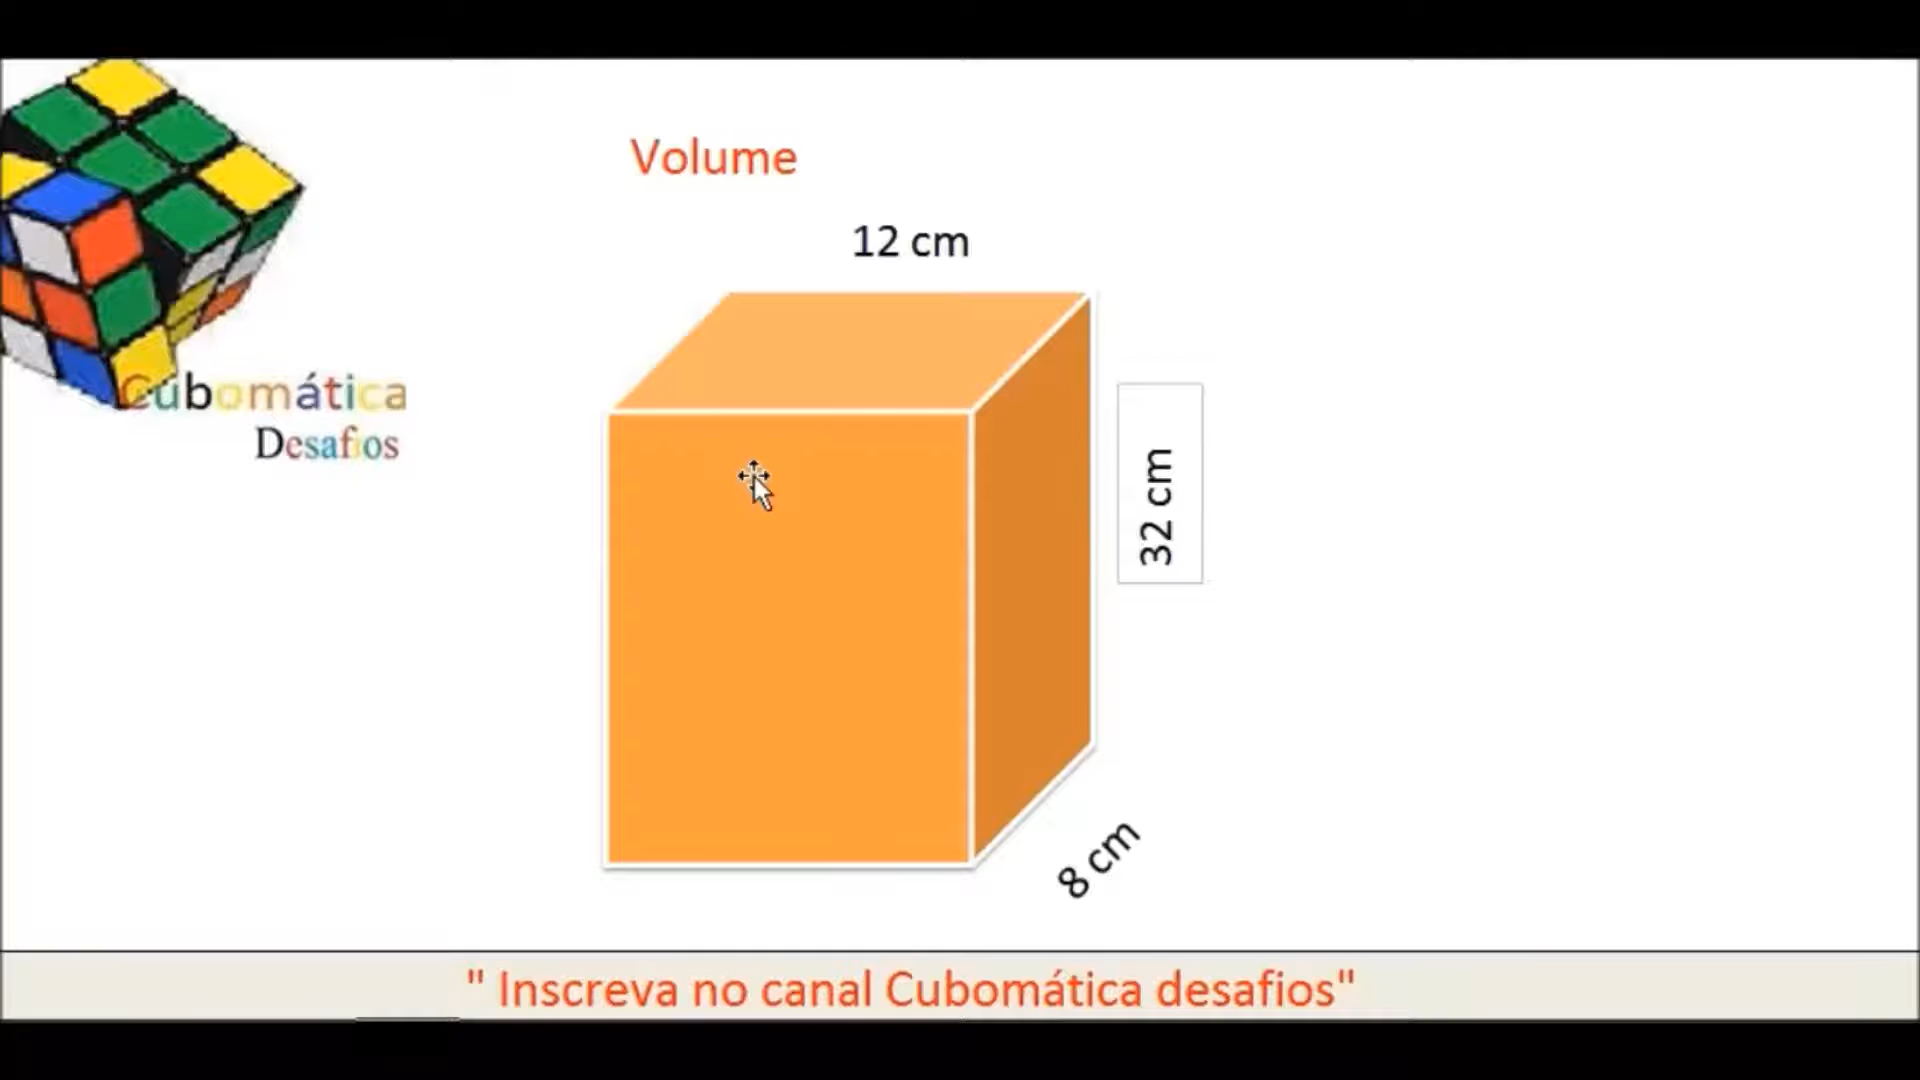 Volume
12 cm
Cubomática
Desafios
32 cm
8 cm
" Inscreva no canal Cubomática desafios"